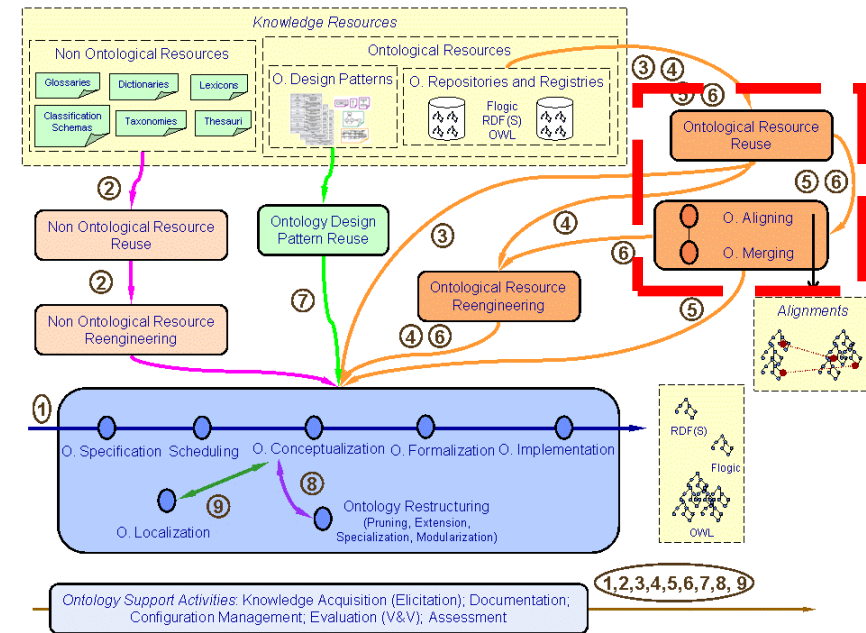 Knowledge Resources
Non Ontological Resources
Glossaries
Dictionaries
Lexicons
Classification
Schemas
Taxonomies
Thesauri
Ontological Resources
O. Design Patterns
O. Repositories and Registries
Flogic
RDF(S)
OWL
3 4
5 6
Ontological Resource
Reuse
5 6
O. Aligning
O. Merging
2
Non Ontological Resource
Reuse
2
Non Ontological Resource
Reengineering
Ontology Design
Pattern Reuse
7
3
4
6
Ontological Resource
Reengineering
4 6
5
Alignments
1
O. Specification
Scheduling
O. Conceptualization
O. Formalization
O. Implementation
9
8
O. Localization
Ontology Restructuring
(Pruning, Extension,
Specialization, Modularization)
RDF(S)
Flogic
OWL
1,2,3,4,5,6,7,8, 9
Ontology Support Activities: Knowledge Acquisition (Elicitation); Documentation;
Configuration Management; Evaluation (V&V); Assessment